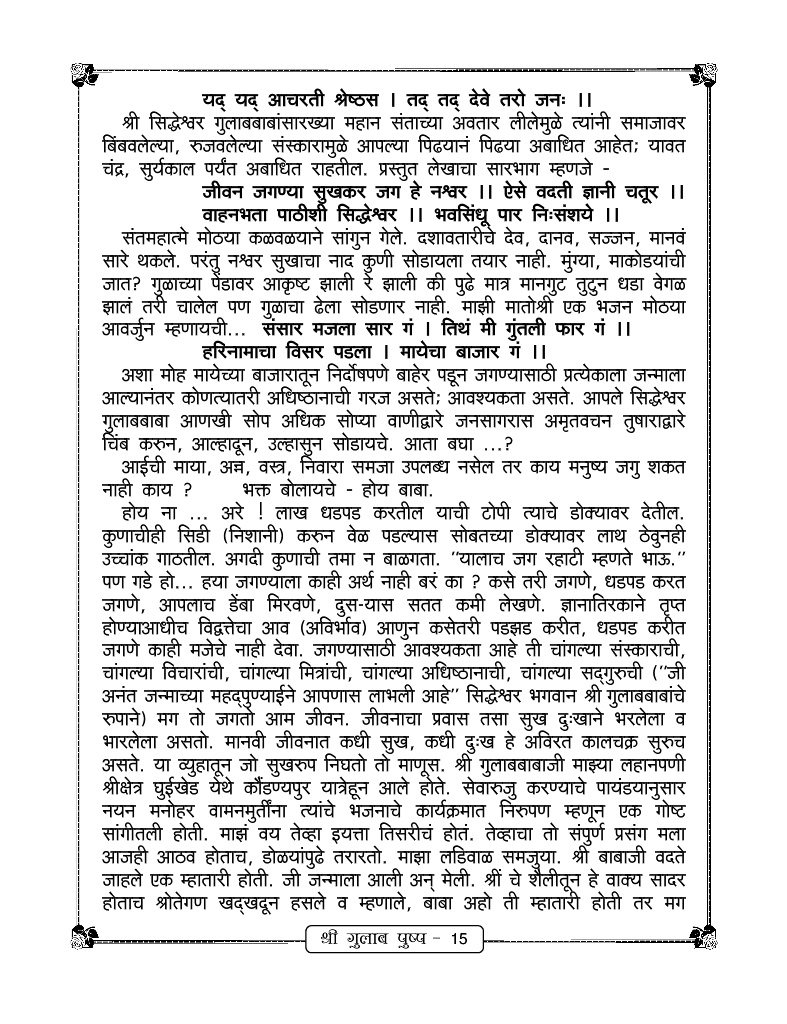 यद् यद् आचरती श्रेष्ठस । तद् तद् देवे तरो जनः ।।
श्री सिद्धेश्वर गुलाबबाबांसारख्या महान संताच्या अवतार लीलेमुळे त्यांनी समाजावर
बिंबवलेल्या, रुजवलेल्या संस्कारामुळे आपल्या पिढयानं पिढया अबाधित आहेत; यावत
चंद्र, सुर्यकाल पर्यंत अबाधित राहतील. प्रस्तुत लेखाचा सारभाग म्हणजे -
जीवन जगण्या सुखकर जग हे नश्वर ।। ऐसे वदती ज्ञानी चतूर ।।
वाहनभता पाठीशी सिद्धेश्वर ।। भवसिंधू पार निःसंशये ।।
संतमहात्मे मोठया कळवळयाने सांगुन गेले. दशावतारीचे देव, दानव, सज्जन, मानवं
सारे थकले. परंतु नश्वर सुखाचा नाद कुणी सोडायला तयार नाही. मुंग्या, माकोडयांची
जात? गुळाच्या पेंडावर आकृष्ट झाली रे झाली की पुढे मात्र मानगुट तुटुन धडा वेगळ
झालं तरी चालेल पण गुळाचा ढेला सोडणार नाही. माझी मातोश्री एक भजन मोठया
आवर्जुन म्हणायची... संसार मजला सार गं । तिथं मी गुंतली फार गं ।।
हरिनामाचा विसर पडला । मायेचा बाजार गं ।।
अशा मोह मायेच्या बाजारातून निर्दोषपणे बाहेर पडून जगण्यासाठी प्रत्येकाला जन्माला
आल्यानंतर कोणत्यातरी अधिष्ठानाची गरज असते; आवश्यकता असते. आपले सिद्धेश्वर
गुलाबबाबा आणखी सोप अधिक सोप्या वाणीद्वारे जनसागरास अमृतवचन तुषाराद्वारे
चिंब करुन, आल्हादून, उल्हासुन सोडायचे. आता बघा ...?
आईची माया, अन्न, वस्त्र, निवारा समजा उपलब्ध नसेल तर काय मनुष्य जगु शकत
नाही काय ? भक्त बोलायचे - होय बाबा.
होय ना ... अरे ! लाख धडपड करतील याची टोपी त्याचे डोक्यावर देतील.
कुणाचीही सिडी (निशानी) करुन वेळ पडल्यास सोबतच्या डोक्यावर लाथ ठेवुनही
उच्चांक गाठतील. अगदी कुणाची तमा न बाळगता. "यालाच जग रहाटी म्हणते भाऊ."
पण गडे हो... हया जगण्याला काही अर्थ नाही बरं का ? कसे तरी जगणे, धडपड करत
जगणे, आपलाच डेंबा मिरवणे, दुस-यास सतत कमी लेखणे. ज्ञानातिरकाने तृप्त
होण्याआधीच विद्वत्तेचा आव (अविर्भाव) आणुन कसेतरी पडझड करीत, धडपड करीत
जगणे काही मजेचे नाही देवा. जगण्यासाठी आवश्यकता आहे ती चांगल्या संस्काराची,
चांगल्या विचारांची, चांगल्या मित्रांची, चांगल्या अधिष्ठानाची, चांगल्या सद्‌गुरुची ("जी
अनंत जन्माच्या महद्‌पुण्याईने आपणास लाभली आहे" सिद्धेश्वर भगवान श्री गुलाबबाबांचे
रुपाने) मग तो जगतो आम जीवन. जीवनाचा प्रवास तसा सुख दुःखाने भरलेला व
भारलेला असतो. मानवी जीवनात कधी सुख, कधी दुःख हे अविरत कालचक्र सुरुच
असते. या व्युहातून जो सुखरुप निघतो तो माणूस. श्री गुलाबबाबाजी माझ्या लहानपणी
श्रीक्षेत्र घुईखेड येथे कौंडण्यपुर यात्रेहून आले होते. सेवारुजु करण्याचे पायंडयानुसार
नयन मनोहर वामनमुर्तींना त्यांचे भजनाचे कार्यक्रमात निरुपण म्हणून एक गोष्ट
सांगीतली होती. माझं वय तेव्हा इयत्ता तिसरीचं होतं. तेव्हाचा तो संपुर्ण प्रसंग मला
आजही आठव होताच, डोळयांपुढे तरारतो. माझा लडिवाळ समजुया. श्री बाबाजी वदते
जाहले एक म्हातारी होती. जी जन्माला आली अन् मेली. श्रीं चे शैलीतून हे वाक्य सादर
होताच श्रोतेगण खद्‌खदून हसले व म्हणाले, बाबा अहो ती म्हातारी होती तर मग
श्री गुलाब पुष्प - 15